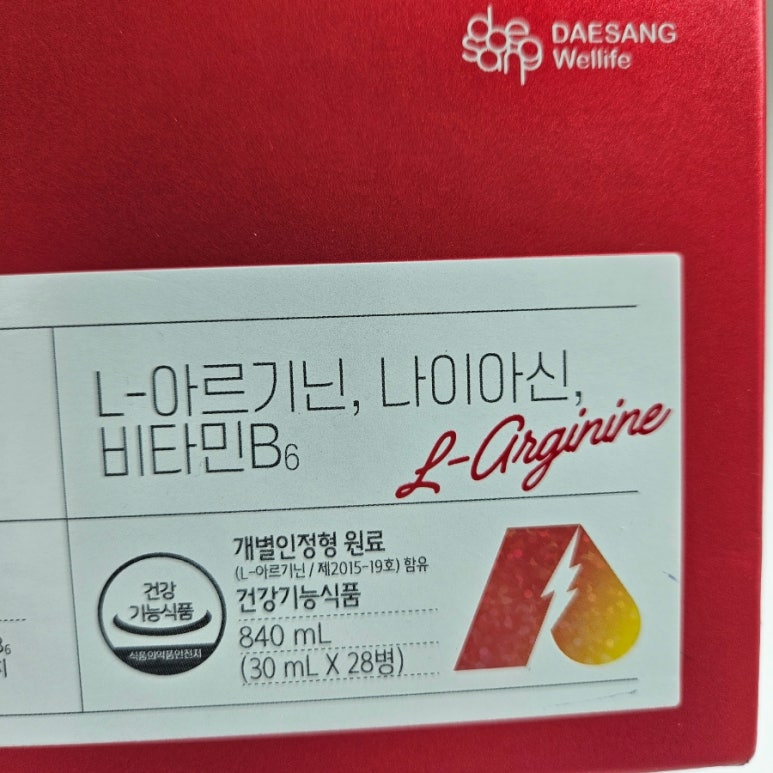 daesang
DAESANG
Wellife
L-아르기닌, 나이아신,
비타민B₆
L-Arginine
개별인정형 원료
(L-아르기닌 / 제2015-19호) 함유
건강기능식품
840 mL
(30 mL X 28병)
건강
기능식품
식품의약품안전처
B₆
지